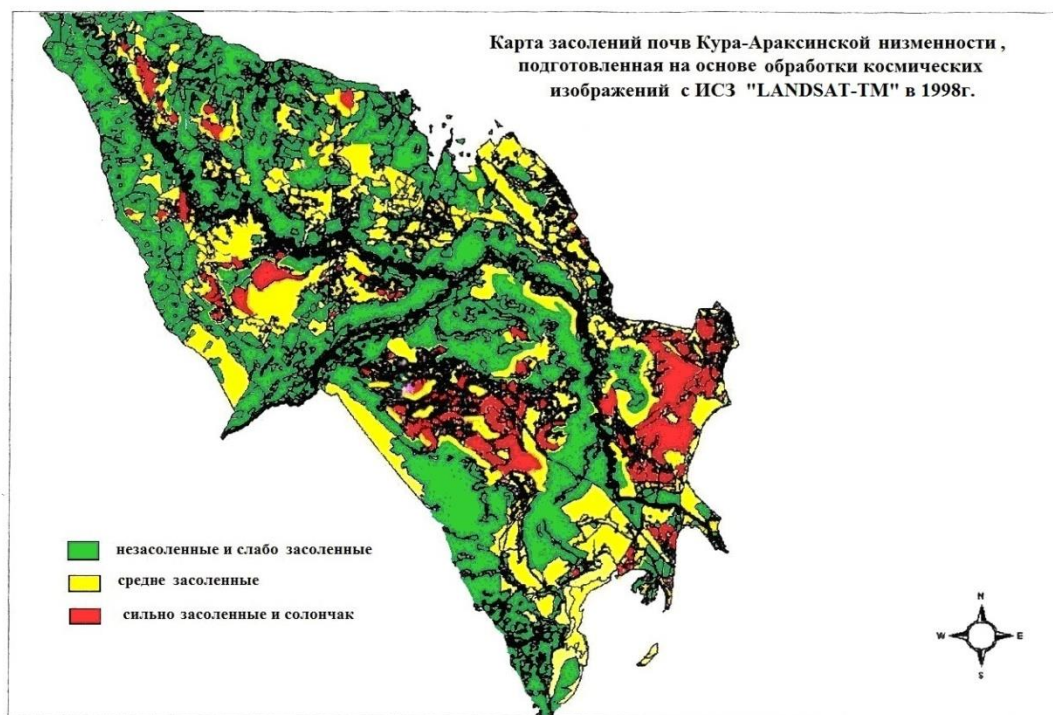 Карта засолений почв Кура-Араксинской низменности ,
подготовленная на основе обработки космических
изображений с ИСЗ "LANDSAT-TM" в 1998г.
незасоленные и слабо засоленные
средне засоленные
сильно засоленные и солончак
N
W E
S